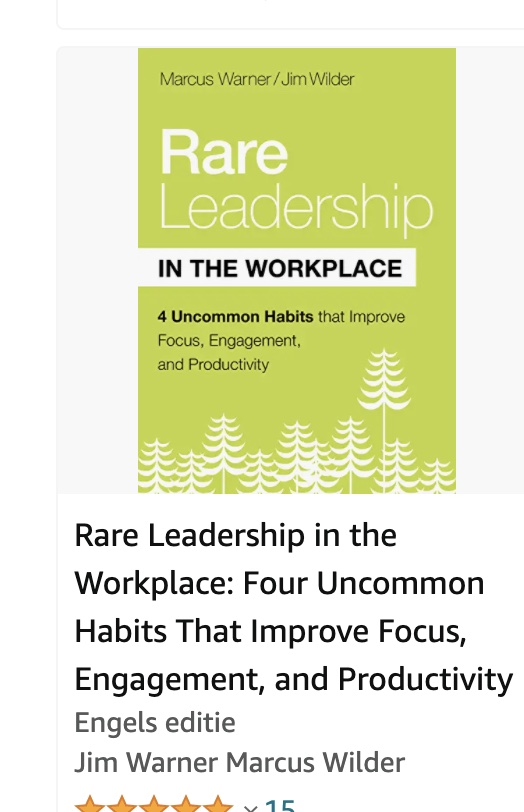 Marcus Warner/Jim Wilder
Rare
Leadership
IN THE WORKPLACE
4 Uncommon Habits that Improve
Focus, Engagement,
and Productivity
Rare Leadership in the
Workplace: Four Uncommon
Habits That Improve Focus,
Engagement, and Productivity
Engels editie
Jim Warner Marcus Wilder
15